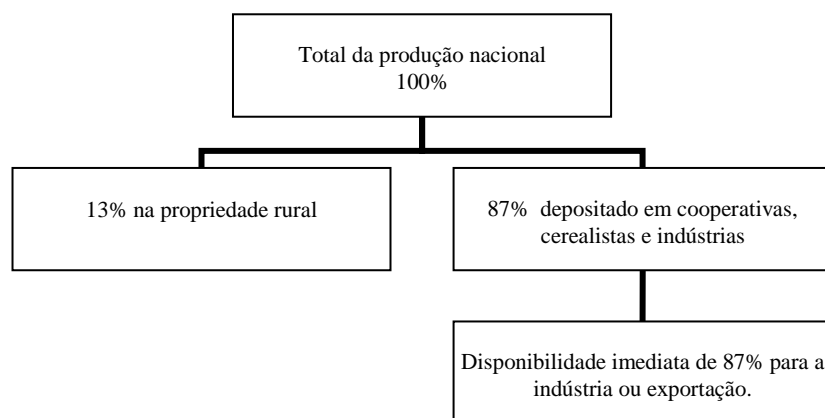 Total da produção nacional
100%
13% na propriedade rural
87% depositado em cooperativas,
cerealistas e indústrias
Disponibilidade imediata de 87% para a
indústria ou exportação.